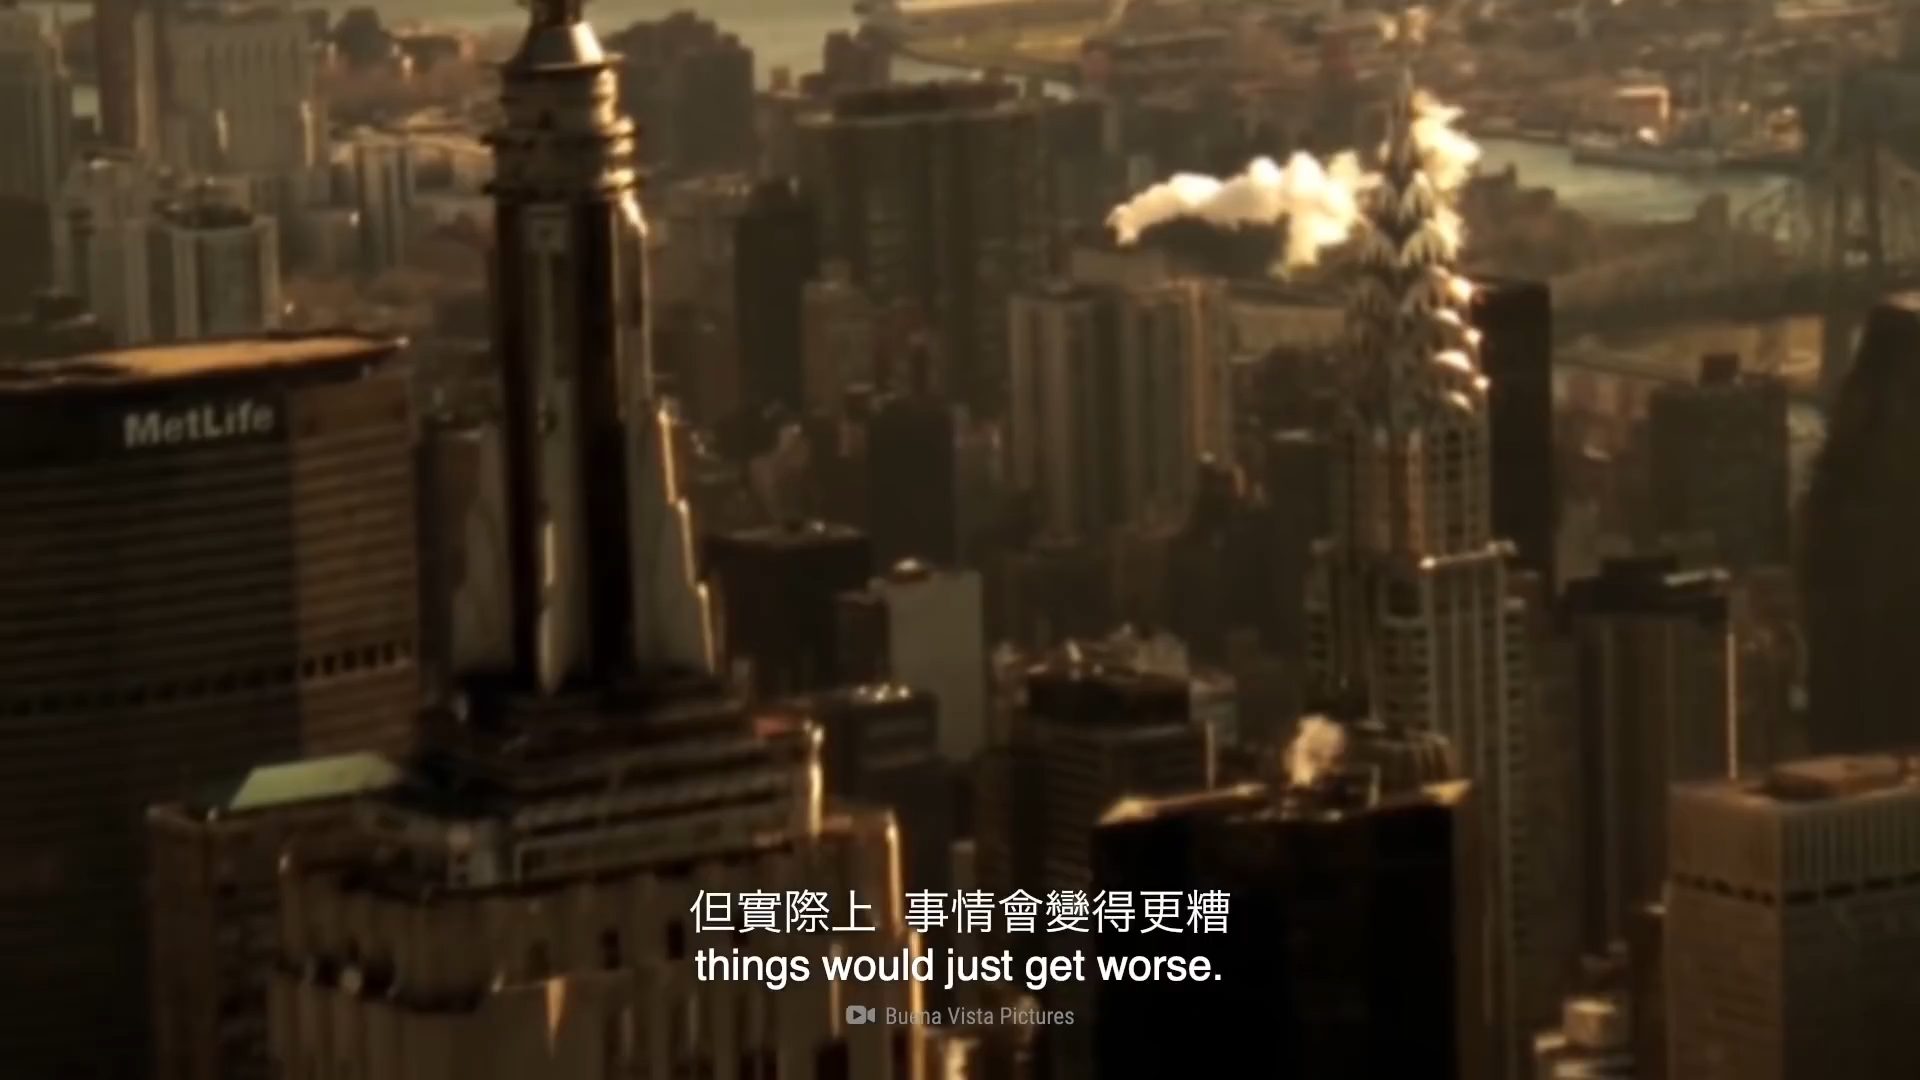 MetLife
但實際上 事情會變得更糟
things would just get worse.
Buena Vista Pictures